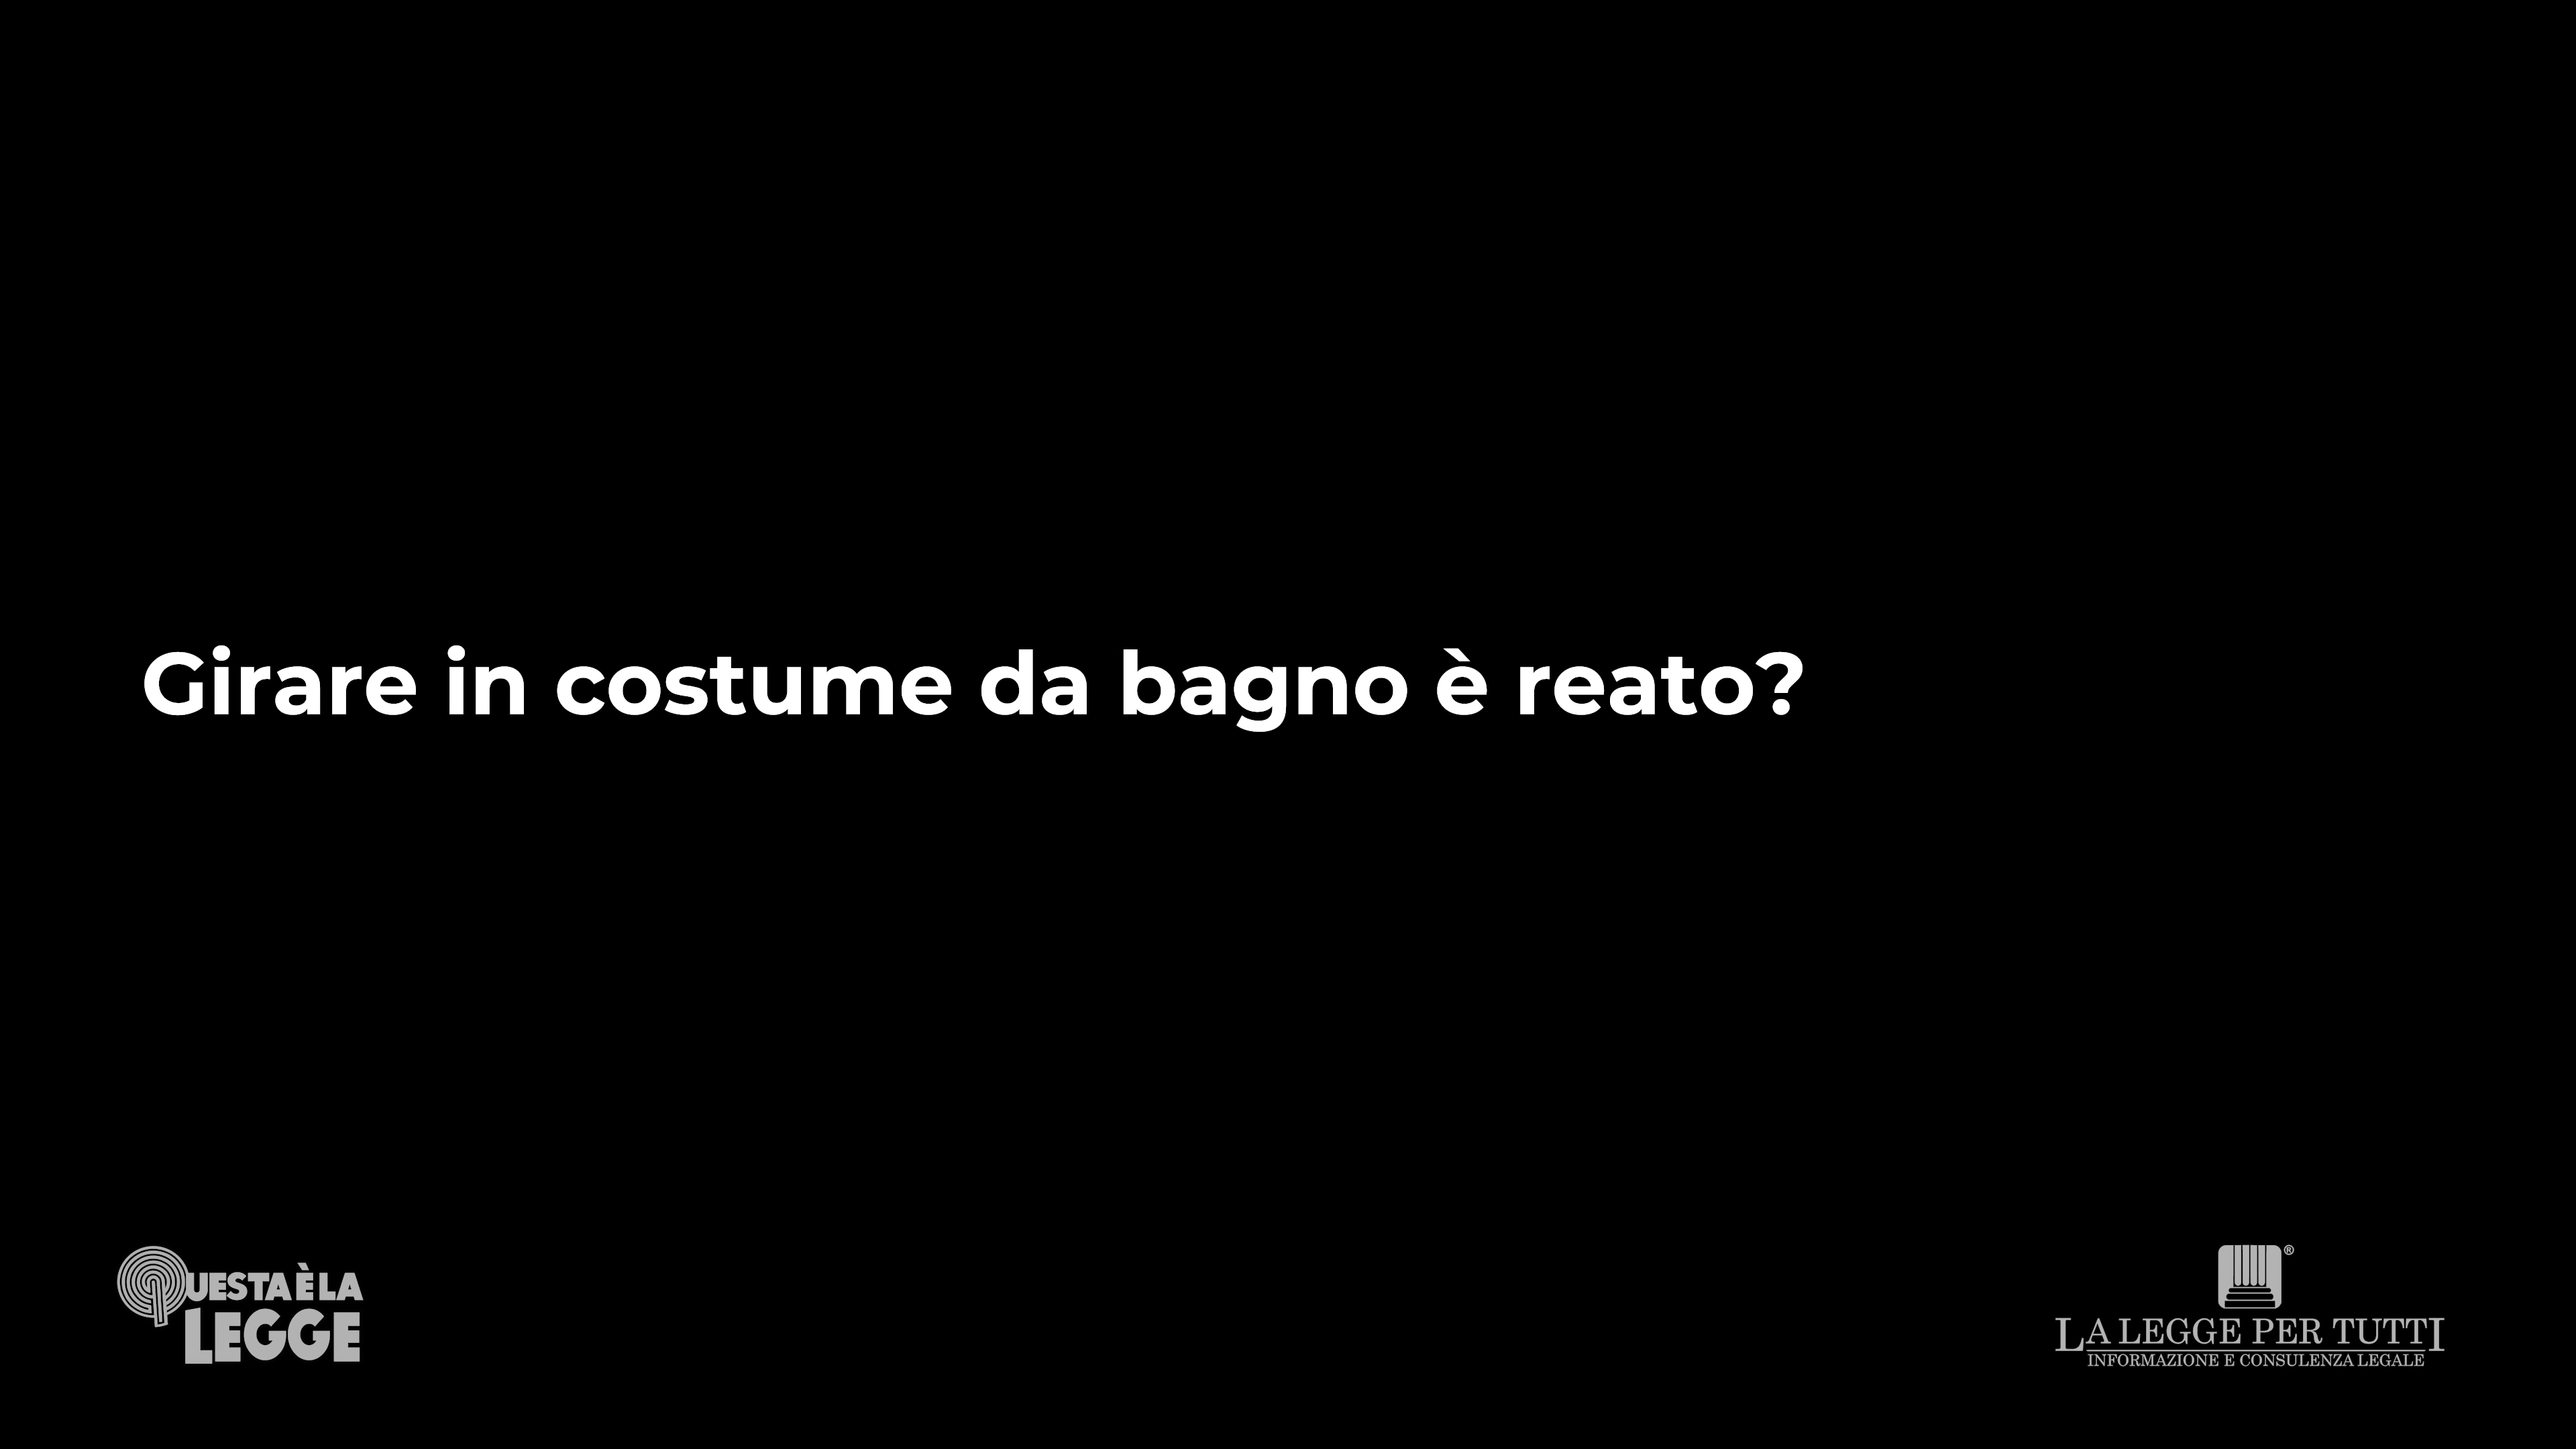 Girare in costume da bagno è reato?
QUESTA È LA
LEGGE
®
LA LEGGE PER TUTTI
INFORMAZIONE E CONSULENZA LEGALE